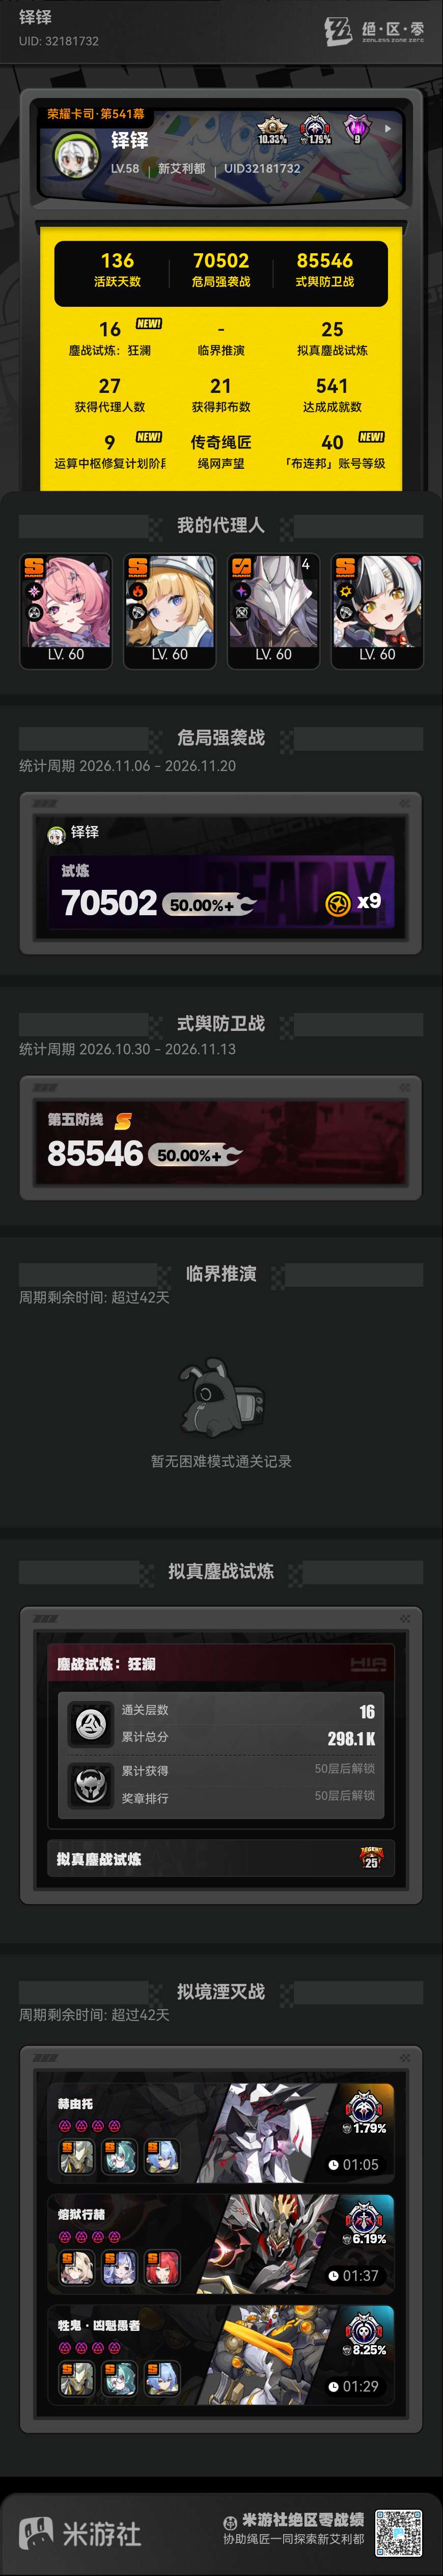 铎铎
UID: 32181732
绝·区·零
ZENLESS ZONE ZERO
荣耀卡司·第541幕
铎铎
10.33%
1.79%
9
LV.58 | 新艾利都 | UID32181732
136 70502 85546
活跃天数 危局强袭战 式舆防卫战
16 NEW! - 25
鏖战试炼：狂澜 临界推演 拟真鏖战试炼
27 21 541
获得代理人数 获得邦布数 达成成就数
9 NEW! 传奇绳匠 40 NEW!
运算中枢修复计划阶段 绳网声望 「布连邦」账号等级
我的代理人
4
LV. 60 LV. 60 LV. 60 LV. 60
危局强袭战
统计周期 2026.11.06 - 2026.11.20
铎铎
试炼
DEADLY
70502 50.00%+ x9
式舆防卫战
统计周期 2026.10.30 - 2026.11.13
第五防线 S
85546 50.00%+
临界推演
周期剩余时间: 超过42天
暂无困难模式通关记录
拟真鏖战试炼
鏖战试炼：狂澜
HIA
通关层数 16
累计总分 298.1 K
累计获得 50层后解锁
奖章排行 50层后解锁
拟真鏖战试炼
LEGEND
25
拟境湮灭战
周期剩余时间: 超过42天
赫由托
1.79%
01:05
熔狱行赭
6.19%
01:37
牲鬼·凶魁愚者
8.25%
01:29
米游社
米游社绝区零战绩
协助绳匠一同探索新艾利都